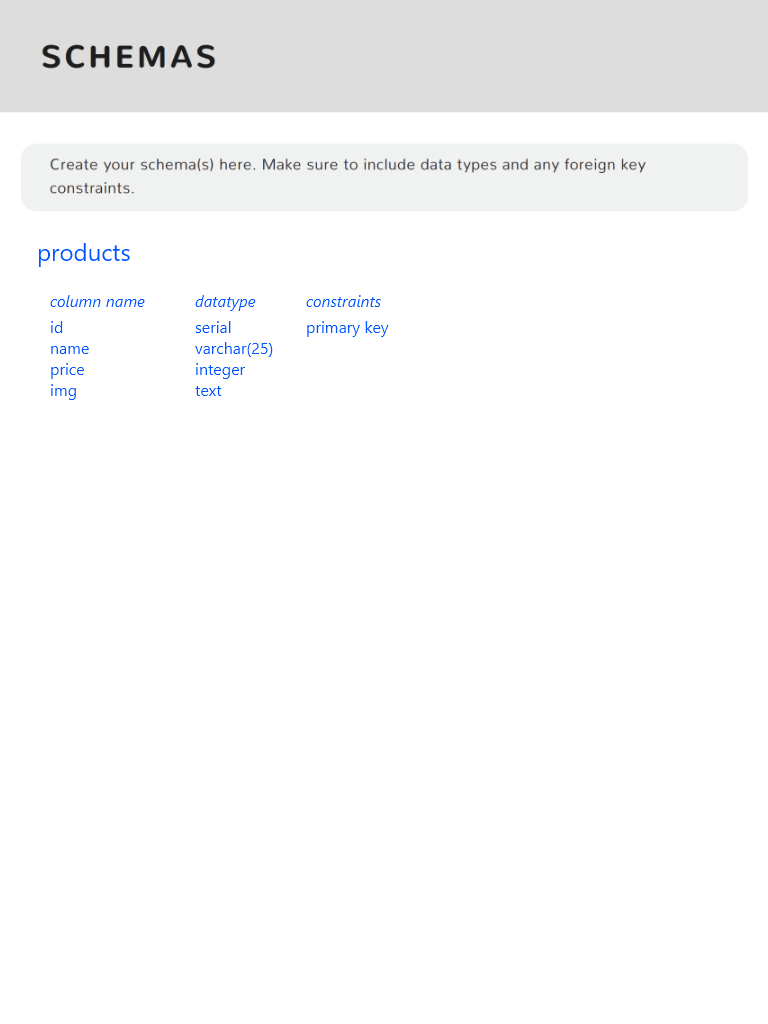 SCHEMAS
Create your schema(s) here. Make sure to include data types and any foreign key
constraints.
products
column name datatype constraints
id serial primary key
name varchar(25)
price integer
img text